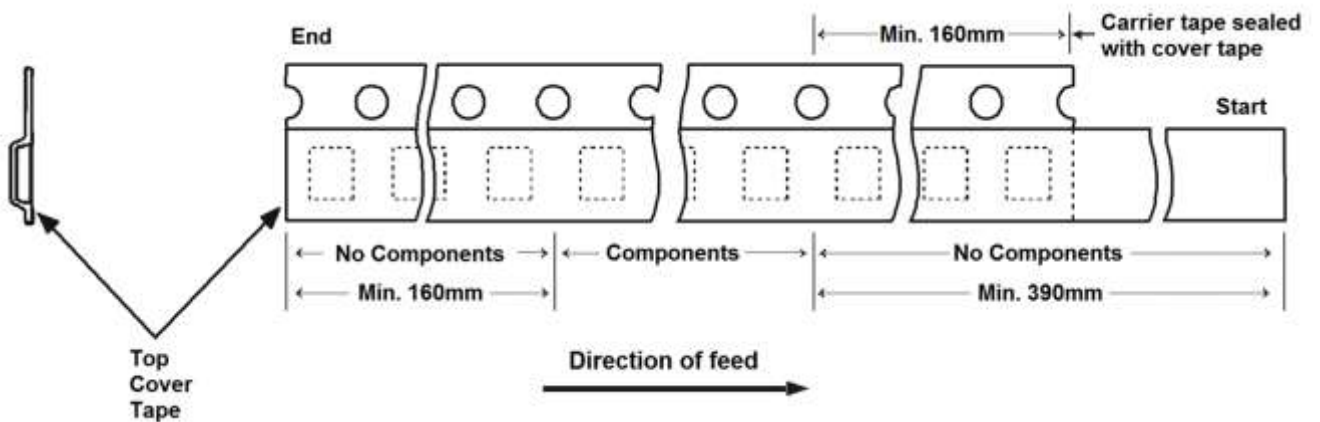 End
Min. 160mm
Carrier tape sealed
with cover tape
Start
No Components
Components
No Components
Min. 160mm
Min. 390mm
Top
Cover
Tape
Direction of feed